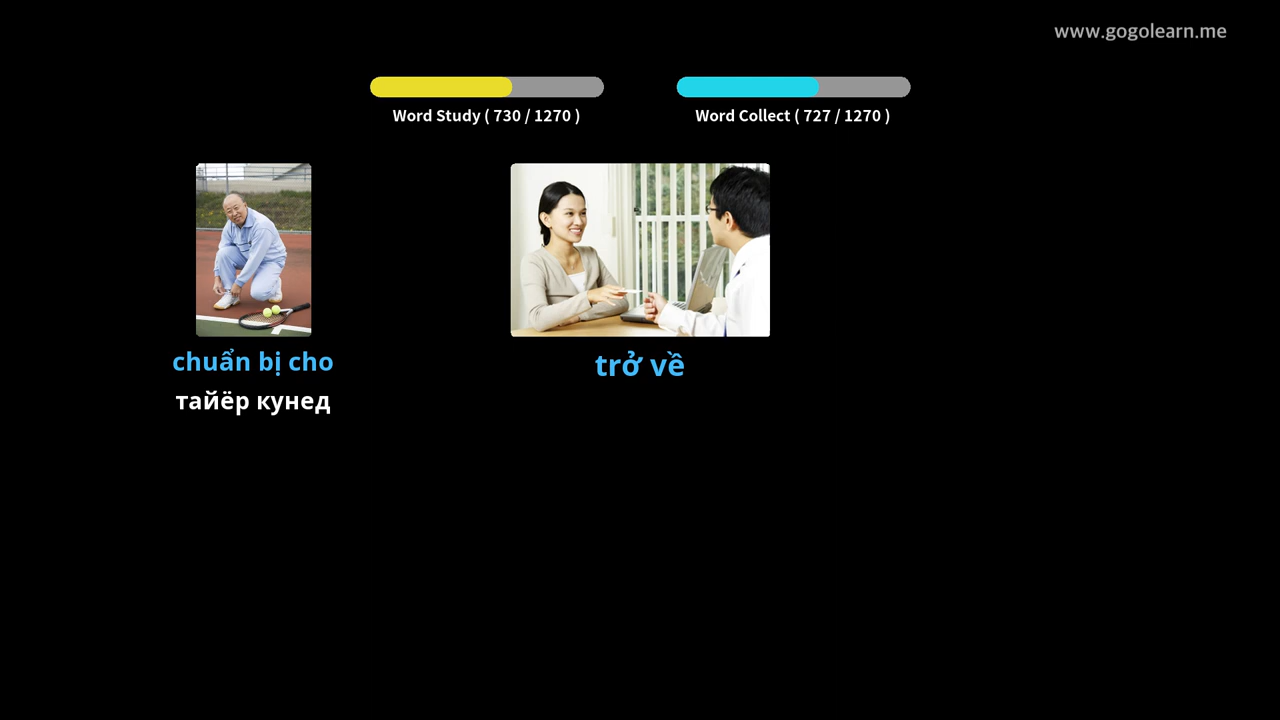 www.gogolearn.me
Word Study ( 730 / 1270 )
Word Collect ( 727 / 1270 )
chuẩn bị cho
тайёр кунед
trở về